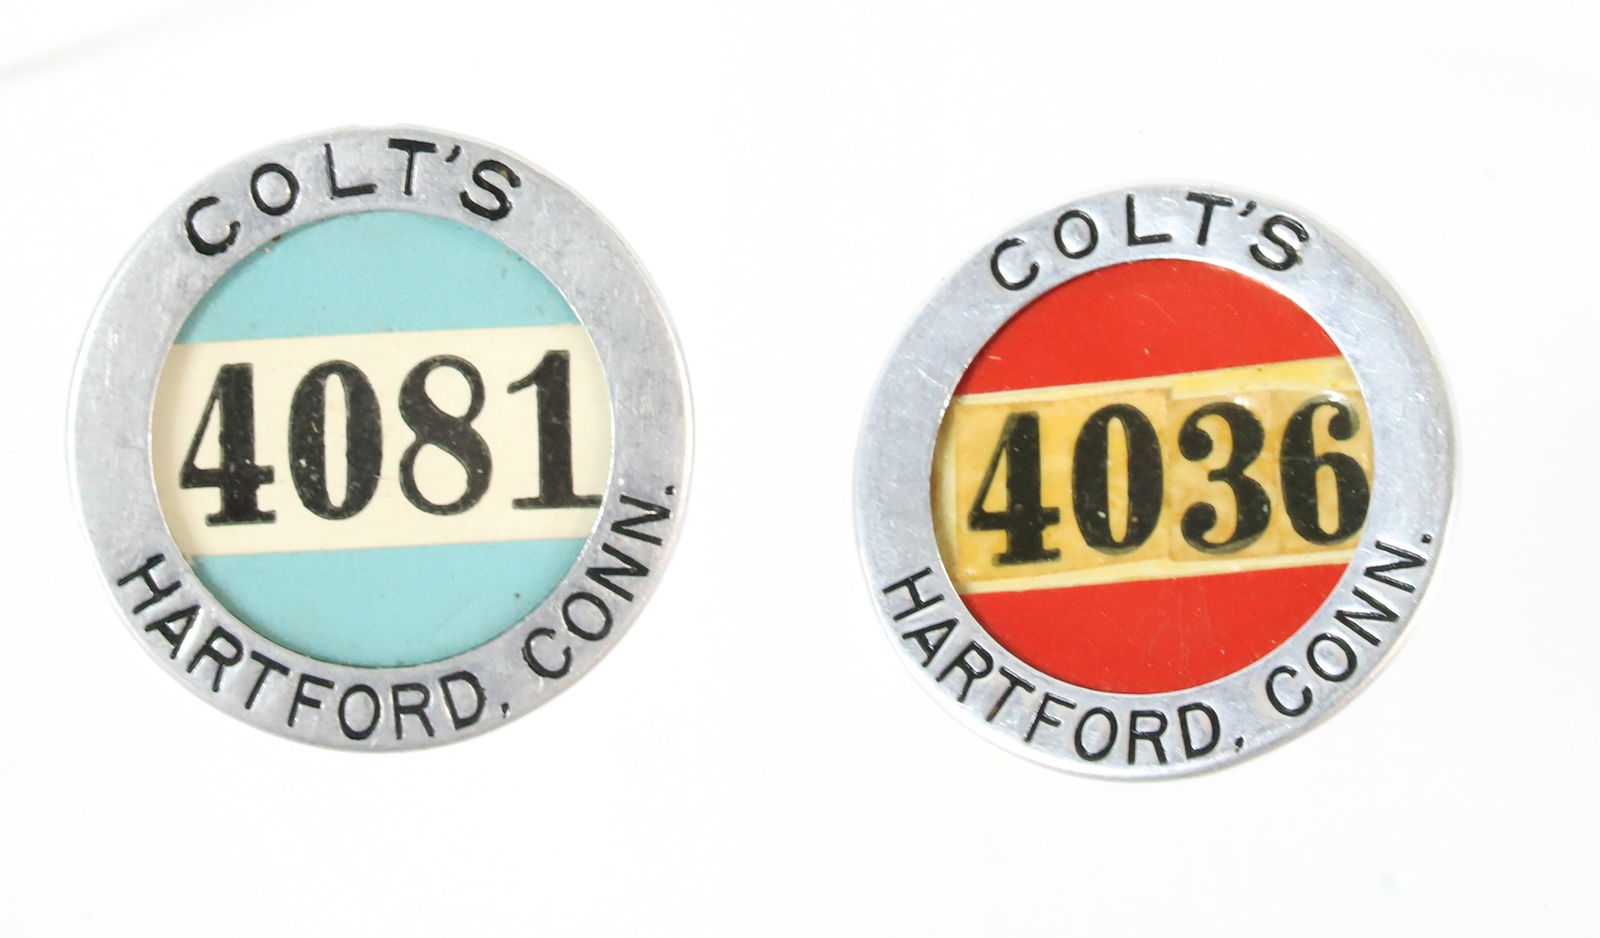 COLT'S
4081
HARTFORD, CONN.
COLT'S
4036
HARTFORD, CONN.